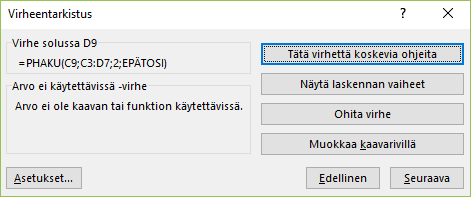 Virheentarkistus
Virhe solussa D9
=PHAKU(C9;C3:D7;2;EPÄTOSI)
Arvo ei käytettävissä -virhe
Arvo ei ole kaavan tai funktion käytettävissä.
Tätä virhettä koskevia ohjeita
Näytä laskennan vaiheet
Ohita virhe
Muokkaa kaavarivillä
Asetukset...
Edellinen
Seuraava